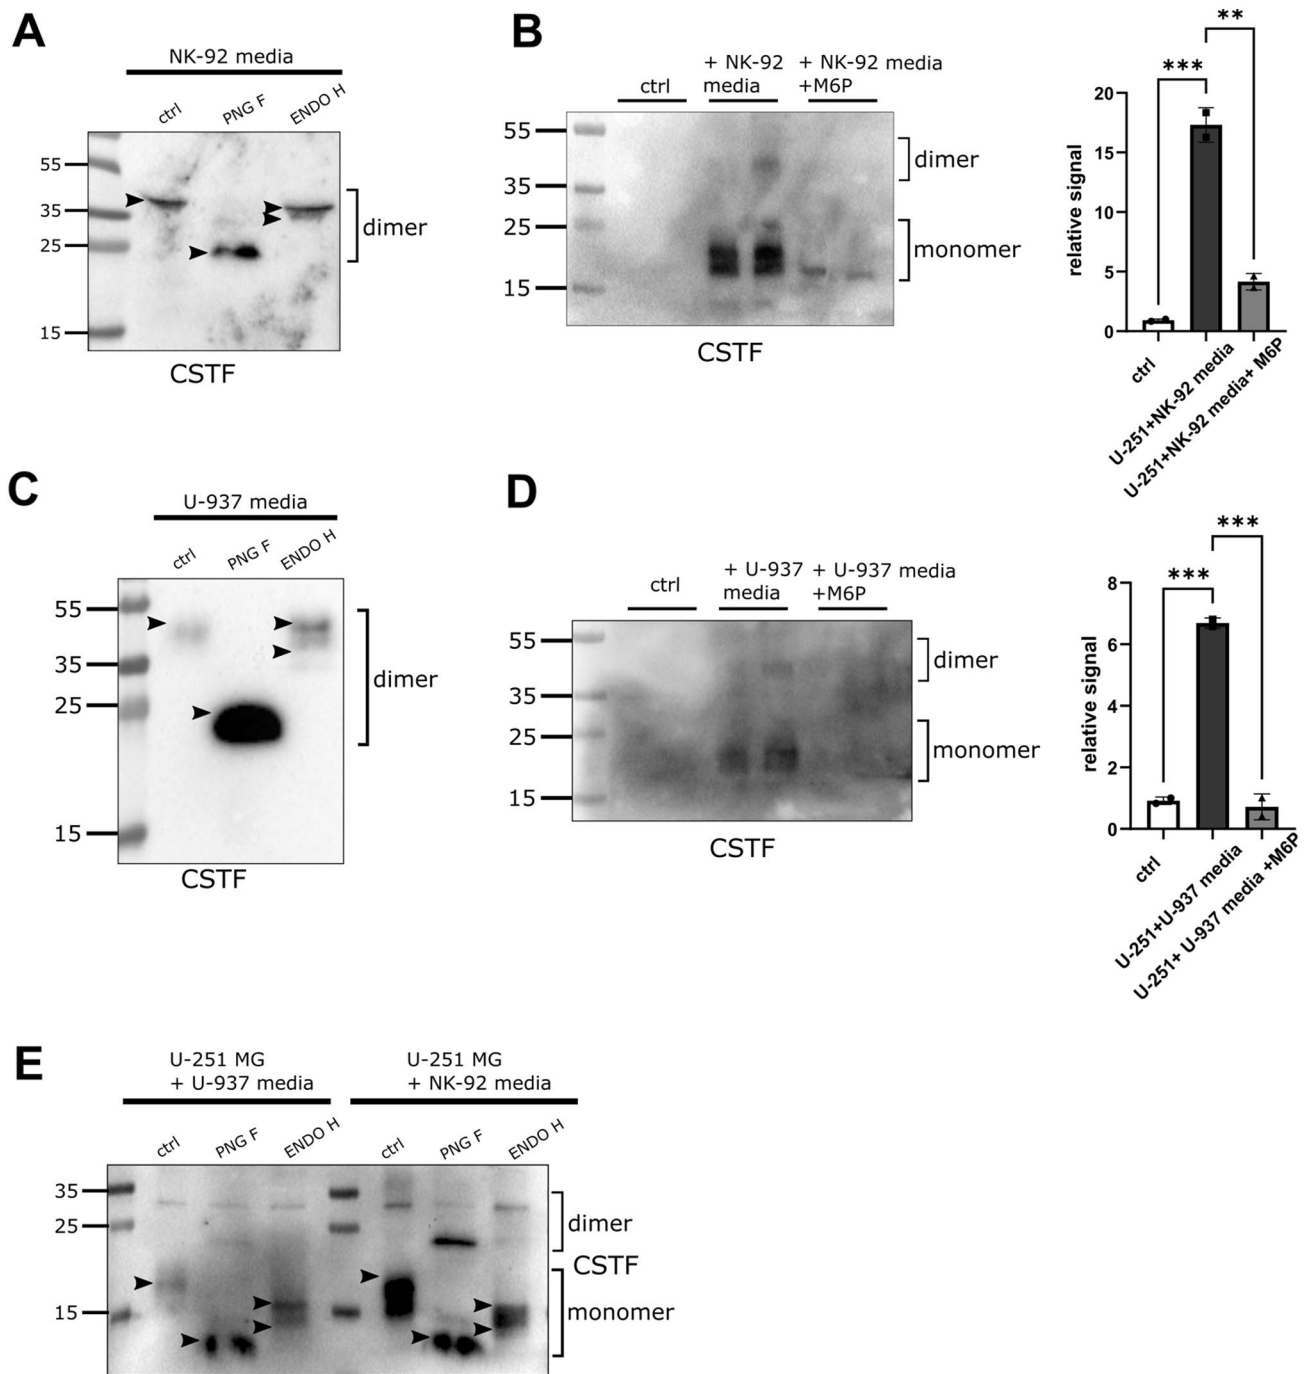 A
NK-92 media
ctrl
PNG F
ENDO H
55
35
25
15
dimer
CSTF
B
ctrl
+ NK-92
media
+ NK-92 media
+M6P
55
35
25
15
dimer
monomer
CSTF
**
***
20
15
10
5
0
relative signal
ctrl
U-251+NK-92 media
U-251+NK-92 media+ M6P
C
U-937 media
ctrl
PNG F
ENDO H
55
35
25
15
dimer
CSTF
D
ctrl
+ U-937
media
+ U-937 media
+M6P
55
35
25
15
dimer
monomer
CSTF
***
***
8
6
4
2
0
relative signal
ctrl
U-251+U-937 media
U-251+ U-937 media +M6P
E
U-251 MG
+ U-937 media
U-251 MG
+ NK-92 media
ctrl
PNG F
ENDO H
ctrl
PNG F
ENDO H
35
25
15
dimer
CSTF
monomer